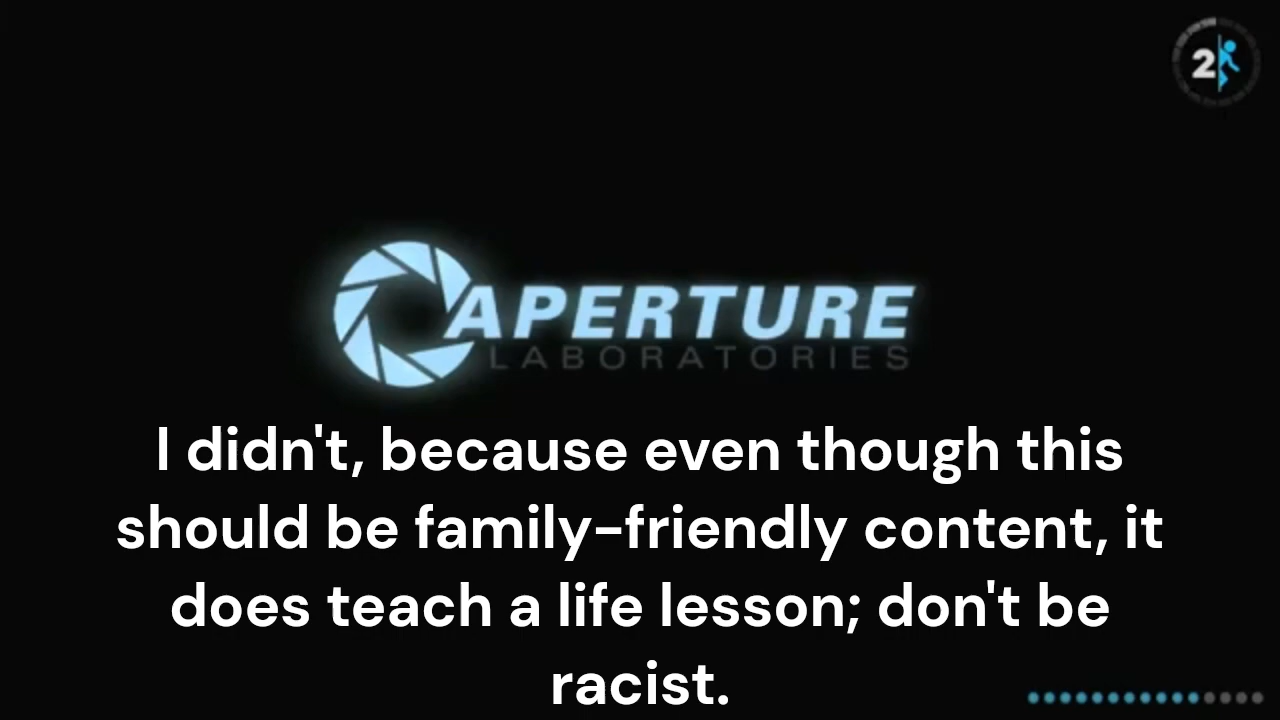 2
APERTURE
LABORATORIES
I didn't, because even though this
should be family-friendly content, it
does teach a life lesson; don't be
racist.